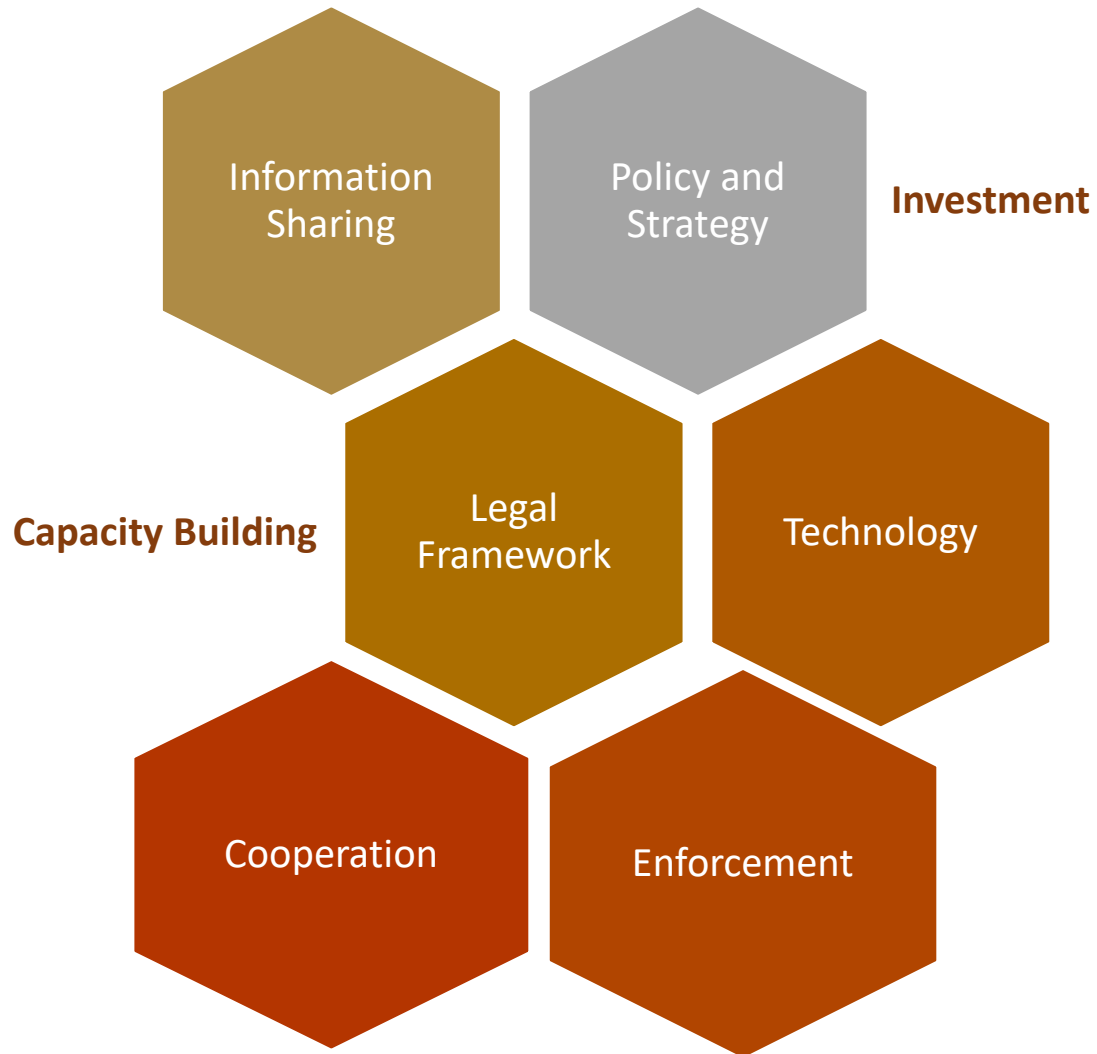 Information
Sharing
Policy and
Strategy
Investment
Capacity Building
Legal
Framework
Technology
Cooperation
Enforcement